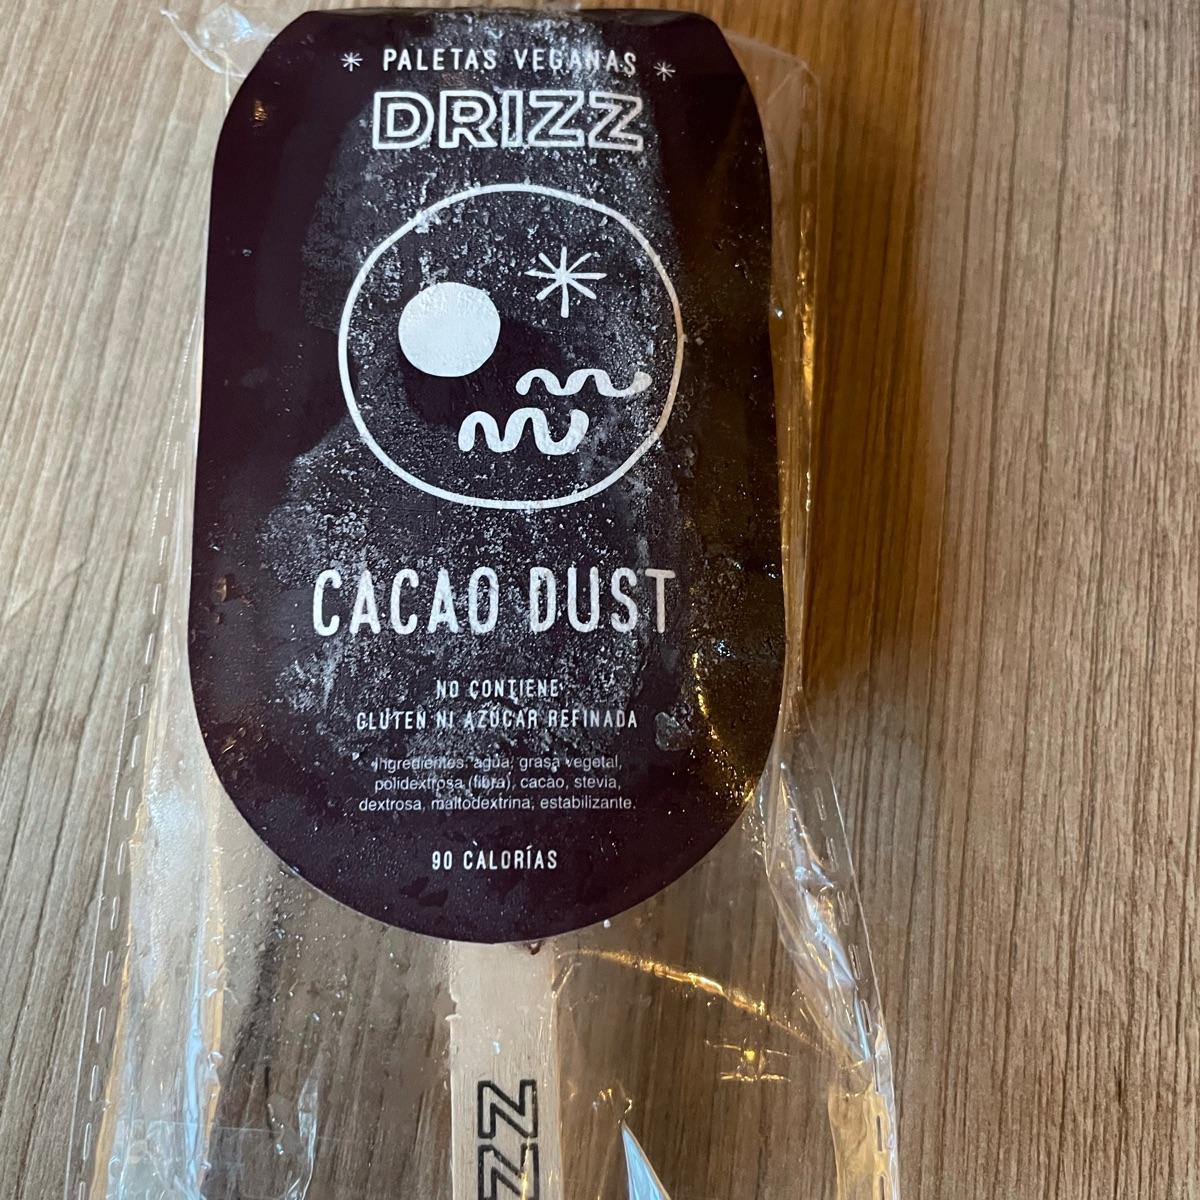 PALETAS VEGANAS
DRIZZ
CACAO DUST
NO CONTIENE
GLUTEN NI AZÚCAR REFINADA
Ingredientes: agua, grasa vegetal,
polidextrosa (fibra), cacao, stevia,
dextrosa, maltodextrina, estabilizante.
90 CALORÍAS
ZZ